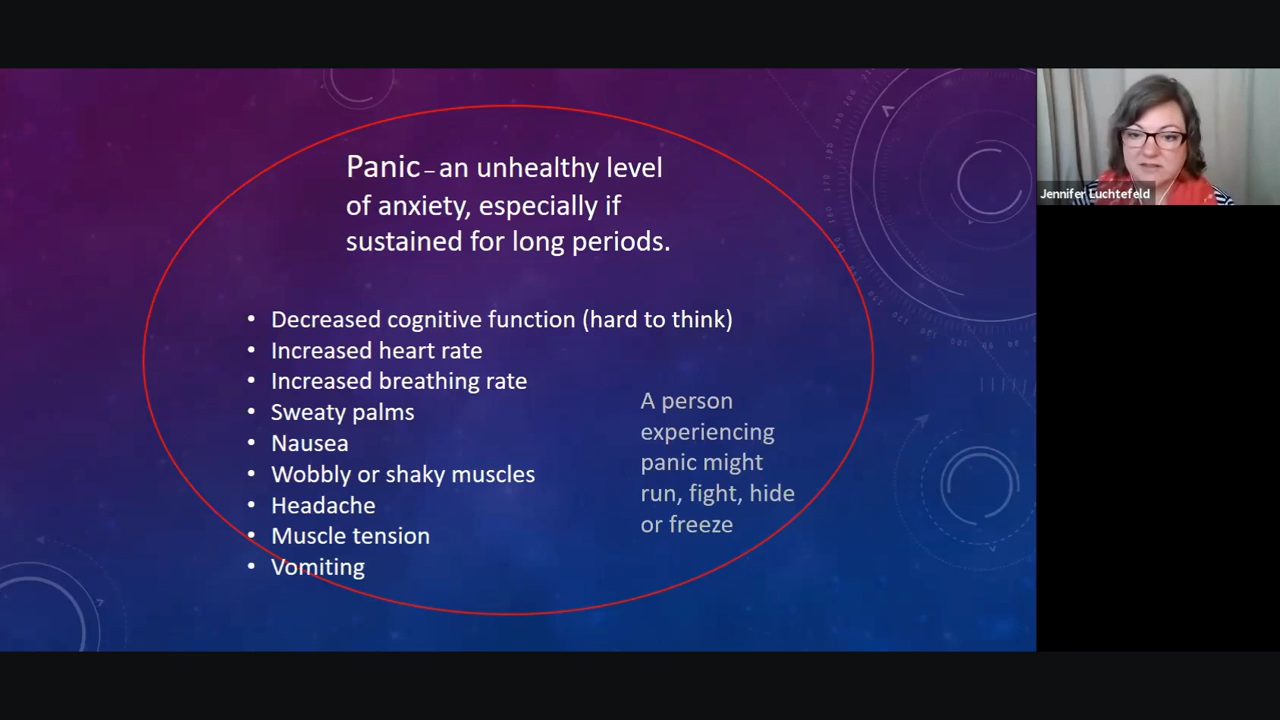 Panic – an unhealthy level
of anxiety, especially if
sustained for long periods.
• Decreased cognitive function (hard to think)
• Increased heart rate
• Increased breathing rate
• Sweaty palms
• Nausea
• Wobbly or shaky muscles
• Headache
• Muscle tension
• Vomiting
A person
experiencing
panic might
run, fight, hide
or freeze
Jennifer Luchtefeld